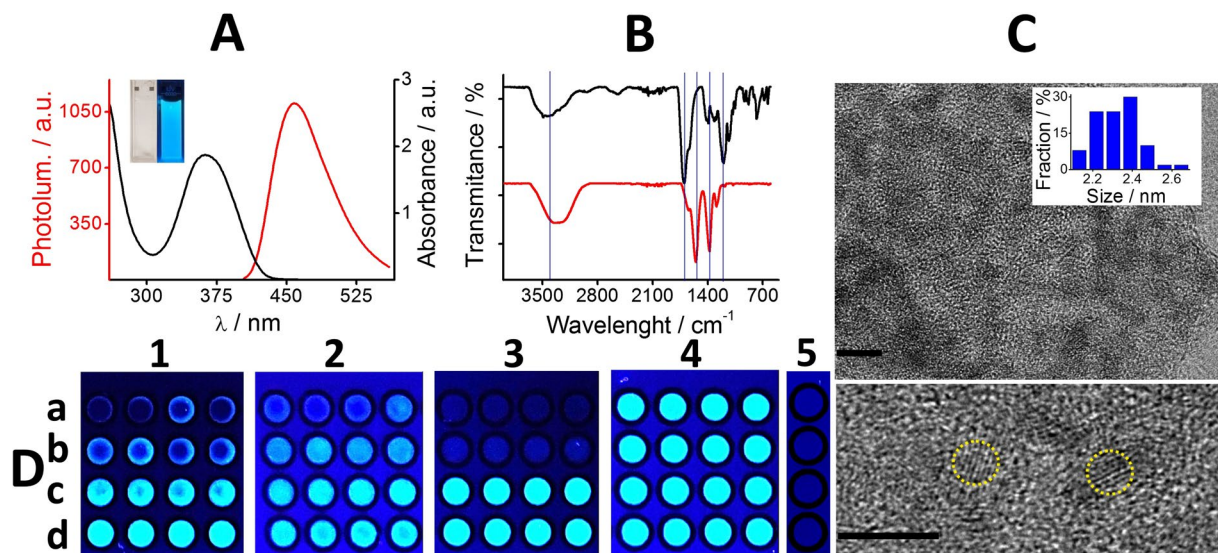 A
B
C
Photolum. / a.u.
1050
700
350
3
2
1
0
Absorbance / a.u.
300 375 450 525
λ / nm
Transmitance / %
3500 2800 2100 1400 700
Wavelenght / cm-1
Fraction / %
30
15
0
2.2 2.4 2.6
Size / nm
D
1 2 3 4 5
a
b
c
d